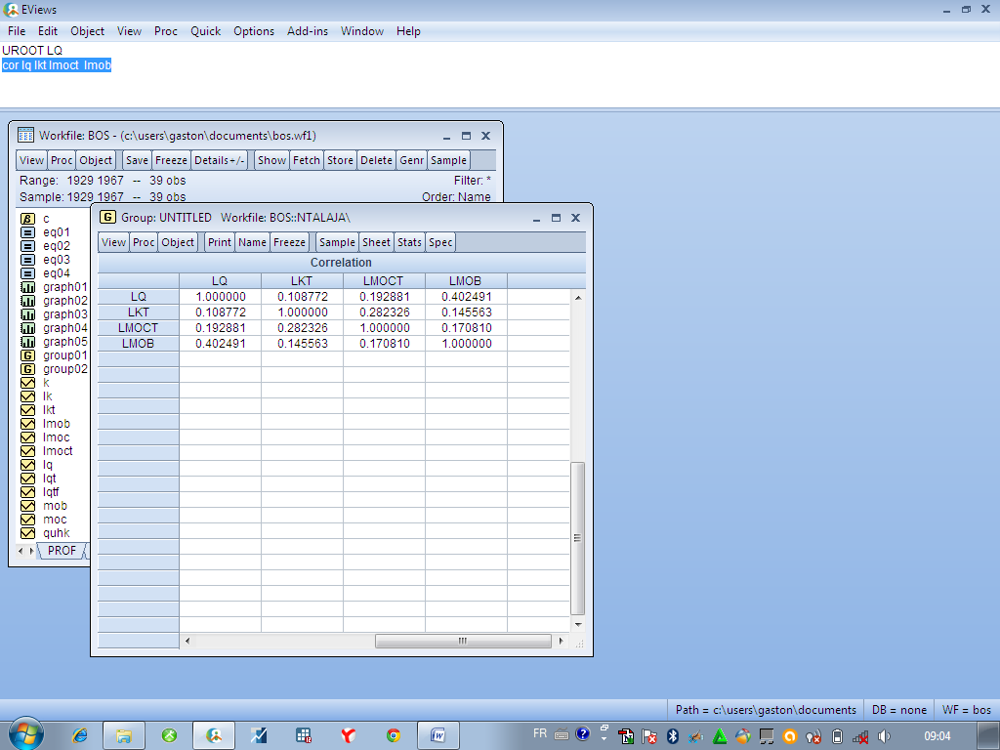 EViews
File Edit Object View Proc Quick Options Add-ins Window Help
UROOT LQ
cor lq lkt lmoct lmob
Workfile: BOS - (c:\users\gaston\documents\bos.wf1)
View Proc Object Save Freeze Details+/- Show Fetch Store Delete Genr Sample
Range: 1929 1967 -- 39 obs Filter: *
Sample: 1929 1967 -- 39 obs Order: Name
β c
eq01
eq02
eq03
eq04
graph01
graph02
graph03
graph04
graph05
G group01
G group02
k
lk
lkt
lmob
lmoc
lmoct
lq
lqt
lqtf
mob
moc
quhk
PROF
G Group: UNTITLED Workfile: BOS::NTALAJA\
View Proc Object Print Name Freeze Sample Sheet Stats Spec
Correlation
LQ LKT LMOCT LMOB
LQ 1.000000 0.108772 0.192881 0.402491
LKT 0.108772 1.000000 0.282326 0.145563
LMOCT 0.192881 0.282326 1.000000 0.170810
LMOB 0.402491 0.145563 0.170810 1.000000
Path = c:\users\gaston\documents DB = none WF = bos
FR 09:04